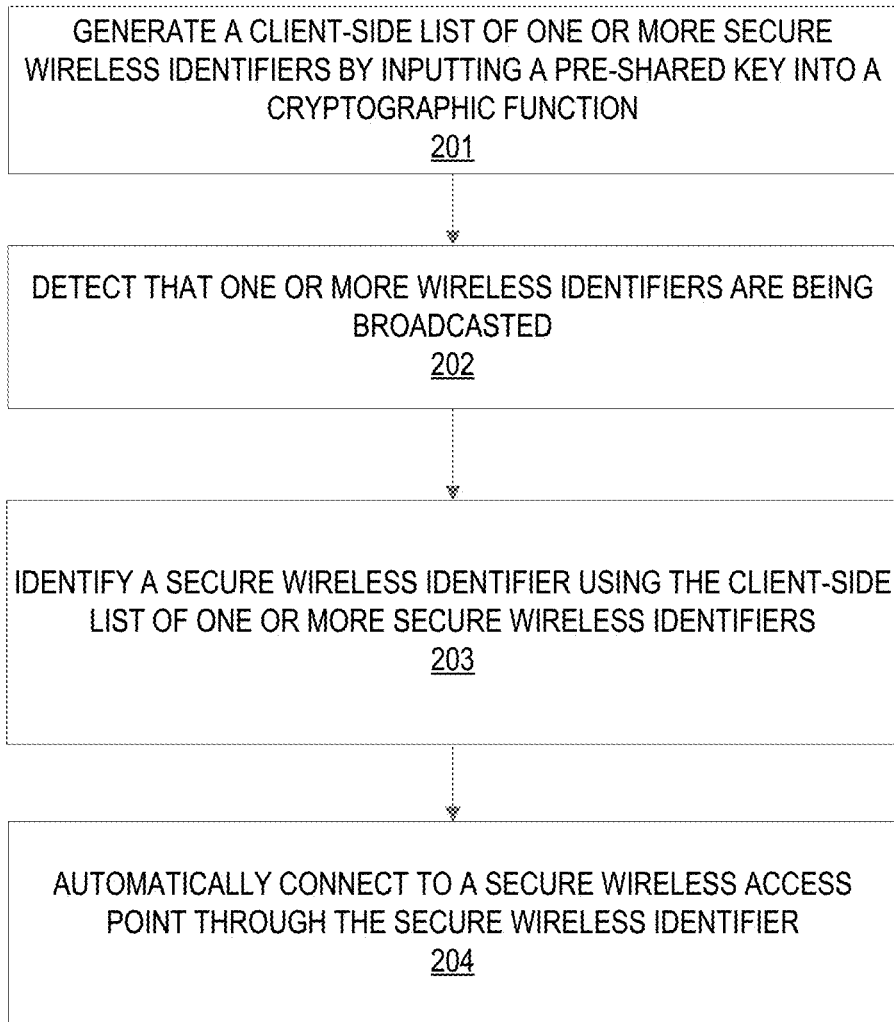 GENERATE A CLIENT-SIDE LIST OF ONE OR MORE SECURE
WIRELESS IDENTIFIERS BY INPUTTING A PRE-SHARED KEY INTO A
CRYPTOGRAPHIC FUNCTION
201
DETECT THAT ONE OR MORE WIRELESS IDENTIFIERS ARE BEING
BROADCASTED
202
IDENTIFY A SECURE WIRELESS IDENTIFIER USING THE CLIENT-SIDE
LIST OF ONE OR MORE SECURE WIRELESS IDENTIFIERS
203
AUTOMATICALLY CONNECT TO A SECURE WIRELESS ACCESS
POINT THROUGH THE SECURE WIRELESS IDENTIFIER
204